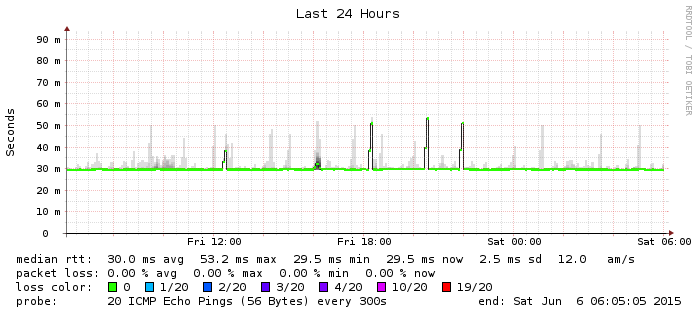 Last 24 Hours
RRDTOOL / TOBI OETIKER
Seconds
90 m
80 m
70 m
60 m
50 m
40 m
30 m
20 m
10 m
0
Fri 12:00 Fri 18:00 Sat 00:00 Sat 06:00
median rtt: 30.0 ms avg 53.2 ms max 29.5 ms min 29.5 ms now 2.5 ms sd 12.0 am/s
packet loss: 0.00 % avg 0.00 % max 0.00 % min 0.00 % now
loss color: 0 1/20 2/20 3/20 4/20 10/20 19/20
probe: 20 ICMP Echo Pings (56 Bytes) every 300s end: Sat Jun 6 06:05:05 2015